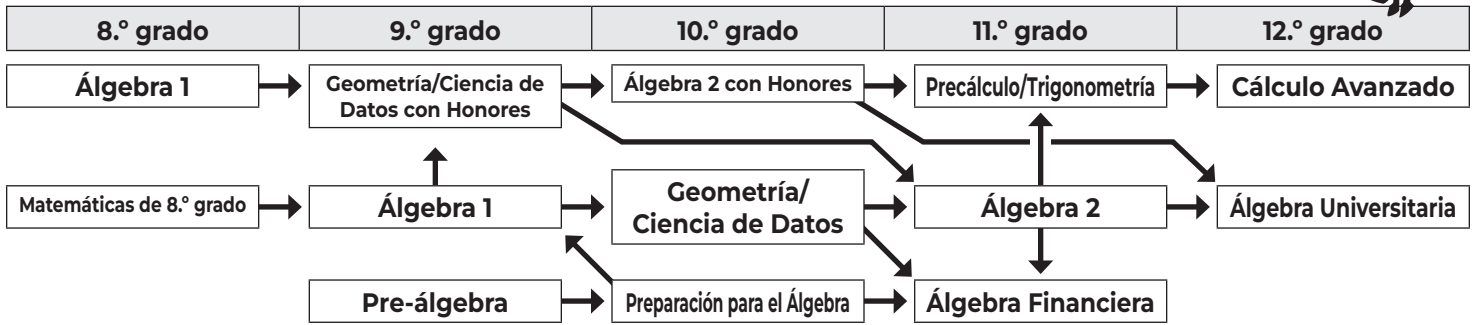 8.º grado
9.º grado
10.º grado
11.º grado
12.º grado
Álgebra 1
Geometría/Ciencia de
Datos con Honores
Álgebra 2 con Honores
Precálculo/Trigonometría
Cálculo Avanzado
Matemáticas de 8.º grado
Álgebra 1
Geometría/
Ciencia de Datos
Álgebra 2
Álgebra Universitaria
Pre-álgebra
Preparación para el Álgebra
Álgebra Financiera